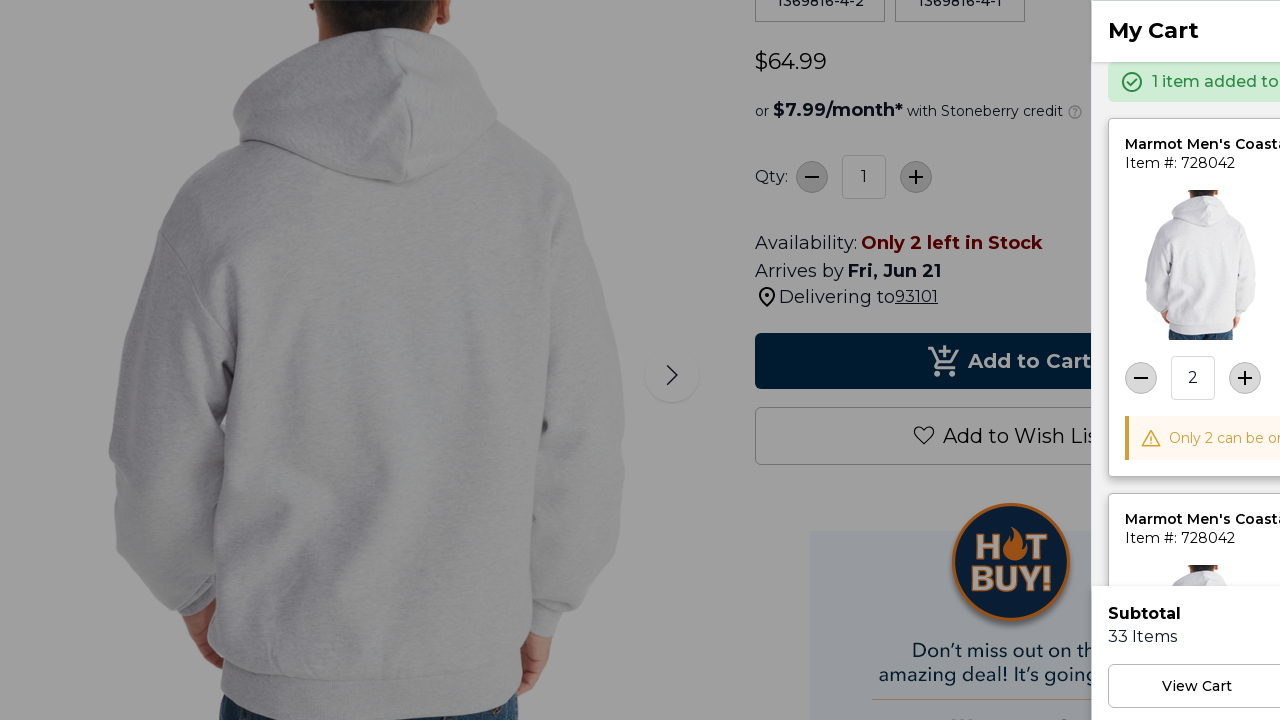 1369816-4-2
1369816-4-1
$64.99
or $7.99/month* with Stoneberry credit
Qty:
1
Availability: Only 2 left in Stock
Arrives by Fri, Jun 21
Delivering to 93101
Add to Cart
Add to Wish Lis
HOT
BUY!
Don't miss out on th
amazing deal! It's going
My Cart
1 item added to
Marmot Men's Coasta
Item #: 728042
2
Only 2 can be or
Marmot Men's Coasta
Item #: 728042
Subtotal
33 Items
View Cart